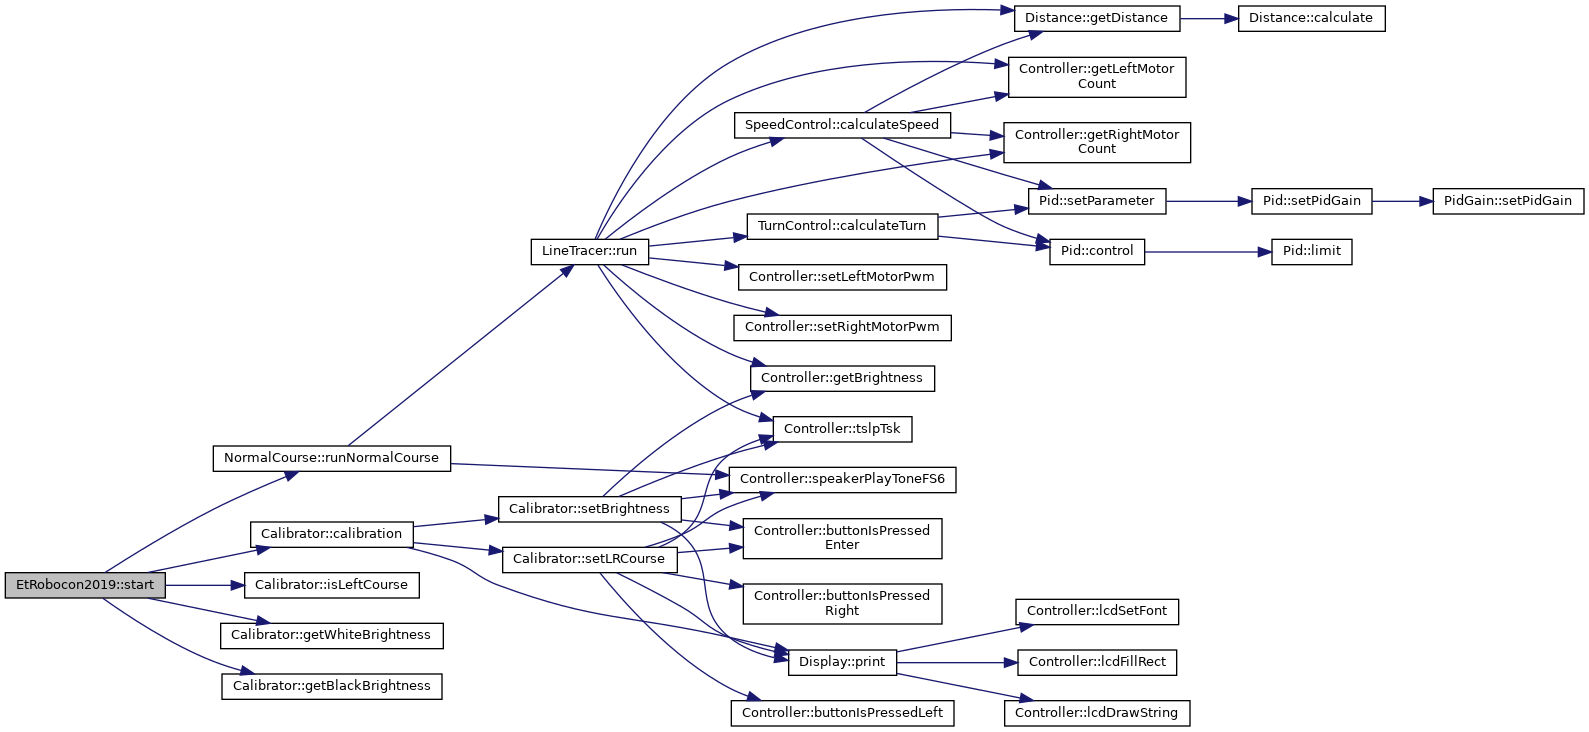 EtRobocon2019::start
NormalCourse::runNormalCourse
Calibrator::calibration
Calibrator::isLeftCourse
Calibrator::getWhiteBrightness
Calibrator::getBlackBrightness
LineTracer::run
Calibrator::setBrightness
Calibrator::setLRCourse
SpeedControl::calculateSpeed
TurnControl::calculateTurn
Controller::setLeftMotorPwm
Controller::setRightMotorPwm
Controller::getBrightness
Controller::tslpTsk
Controller::speakerPlayToneFS6
Controller::buttonIsPressed
Enter
Controller::buttonIsPressed
Right
Display::print
Controller::buttonIsPressedLeft
Distance::getDistance
Controller::getLeftMotor
Count
Controller::getRightMotor
Count
Pid::setParameter
Pid::control
Controller::lcdSetFont
Controller::lcdFillRect
Controller::lcdDrawString
Distance::calculate
Pid::setPidGain
Pid::limit
PidGain::setPidGain